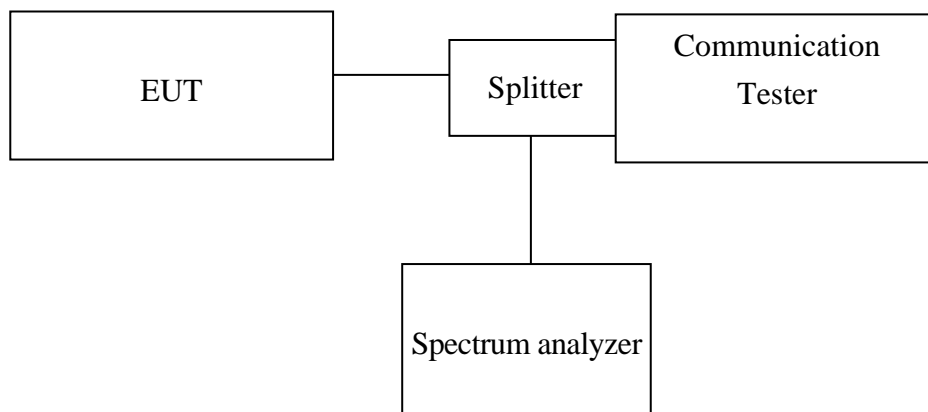 EUT
Splitter
Communication
Tester
Spectrum analyzer